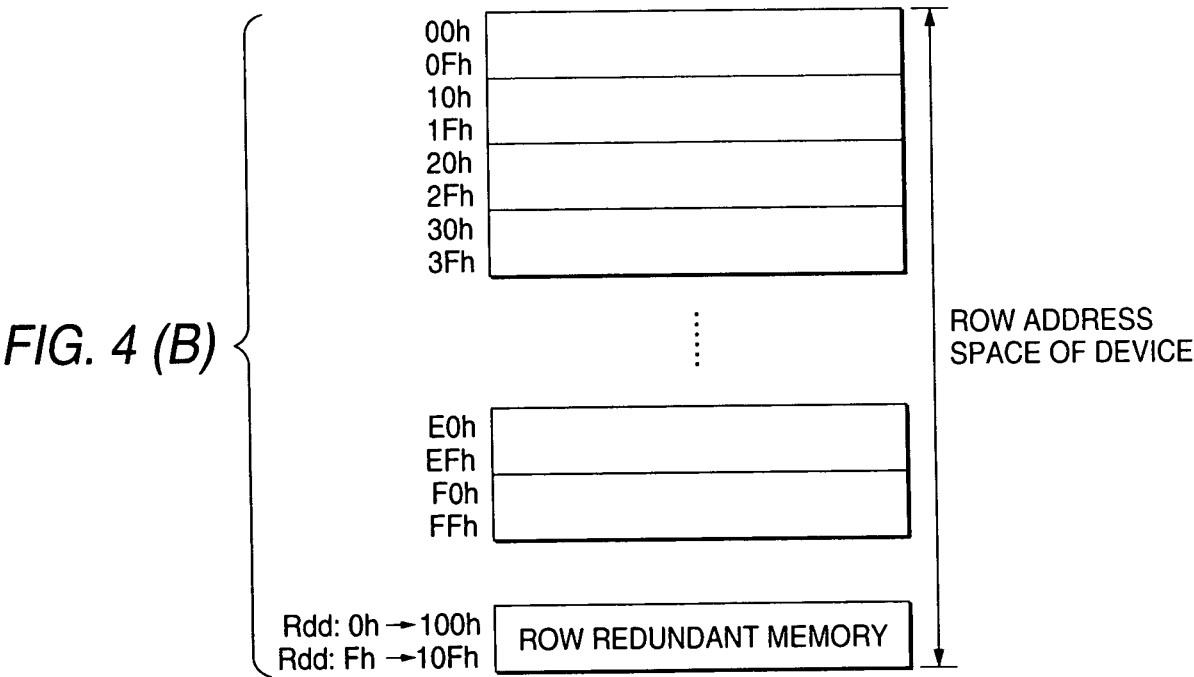 00h
0Fh
10h
1Fh
20h
2Fh
30h
3Fh
FIG. 4 (B)
ROW ADDRESS
SPACE OF DEVICE
E0h
EFh
F0h
FFh
Rdd: 0h→100h
Rdd: Fh→10Fh
ROW REDUNDANT MEMORY